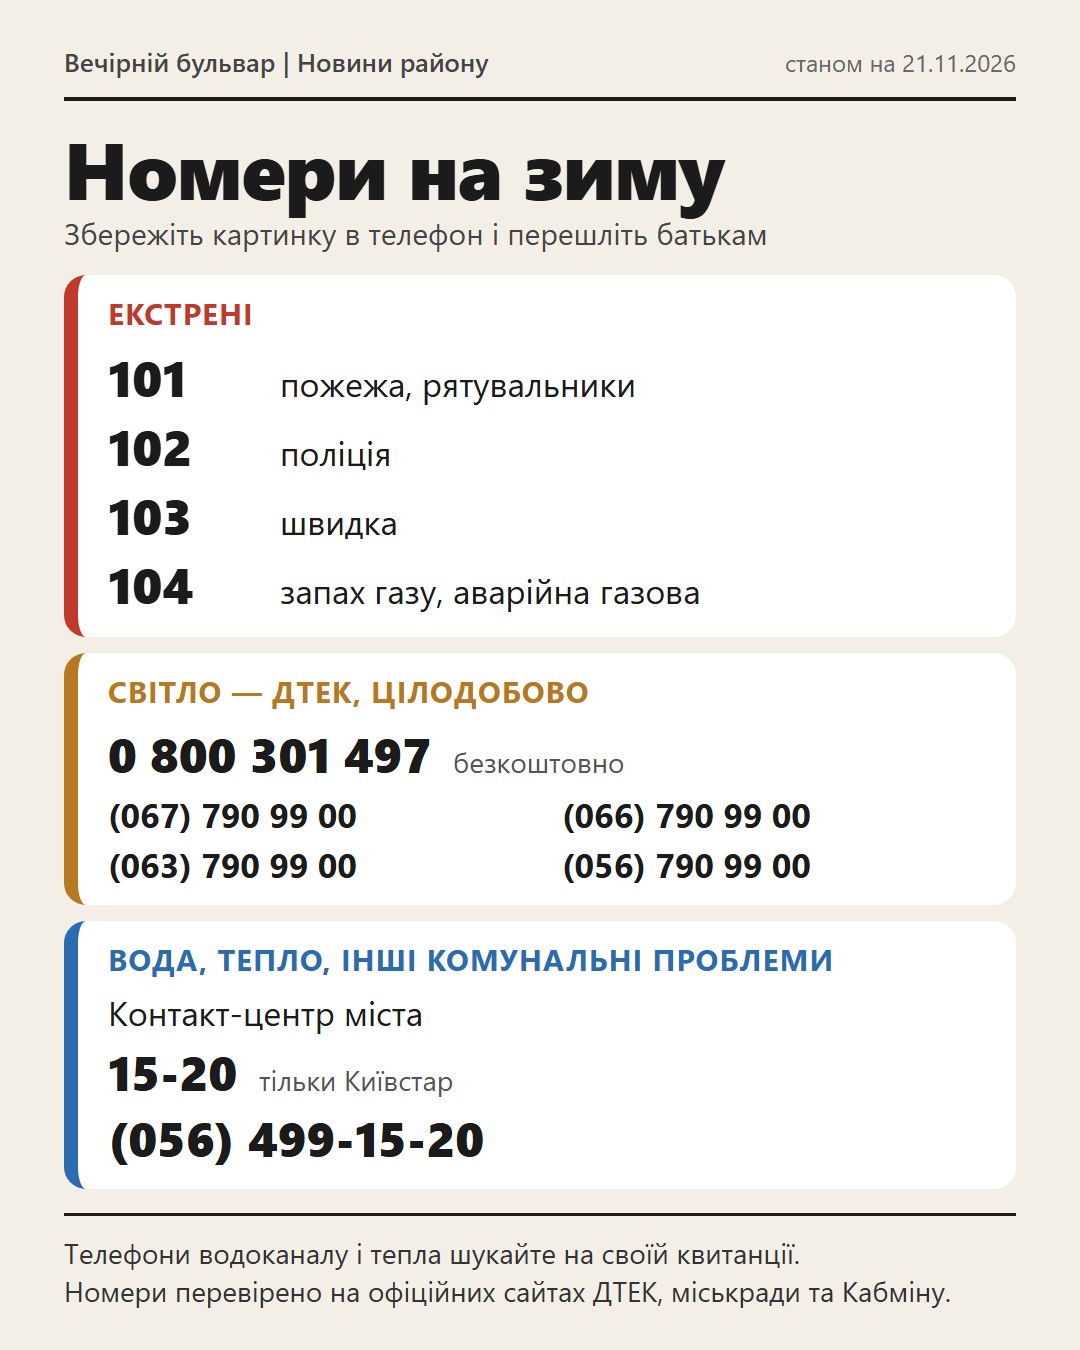 Вечірній бульвар | Новини району
станом на 21.11.2026
Номери на зиму
Збережіть картинку в телефон і перешліть батькам
ЕКСТРЕНІ
101 пожежа, рятувальники
102 поліція
103 швидка
104 запах газу, аварійна газова
СВІТЛО — ДТЕК, ЦІЛОДОБОВО
0 800 301 497 безкоштовно
(067) 790 99 00 (066) 790 99 00
(063) 790 99 00 (056) 790 99 00
ВОДА, ТЕПЛО, ІНШІ КОМУНАЛЬНІ ПРОБЛЕМИ
Контакт-центр міста
15-20 тільки Київстар
(056) 499-15-20
Телефони водоканалу і тепла шукайте на своїй квитанції.
Номери перевірено на офіційних сайтах ДТЕК, міськради та Кабміну.